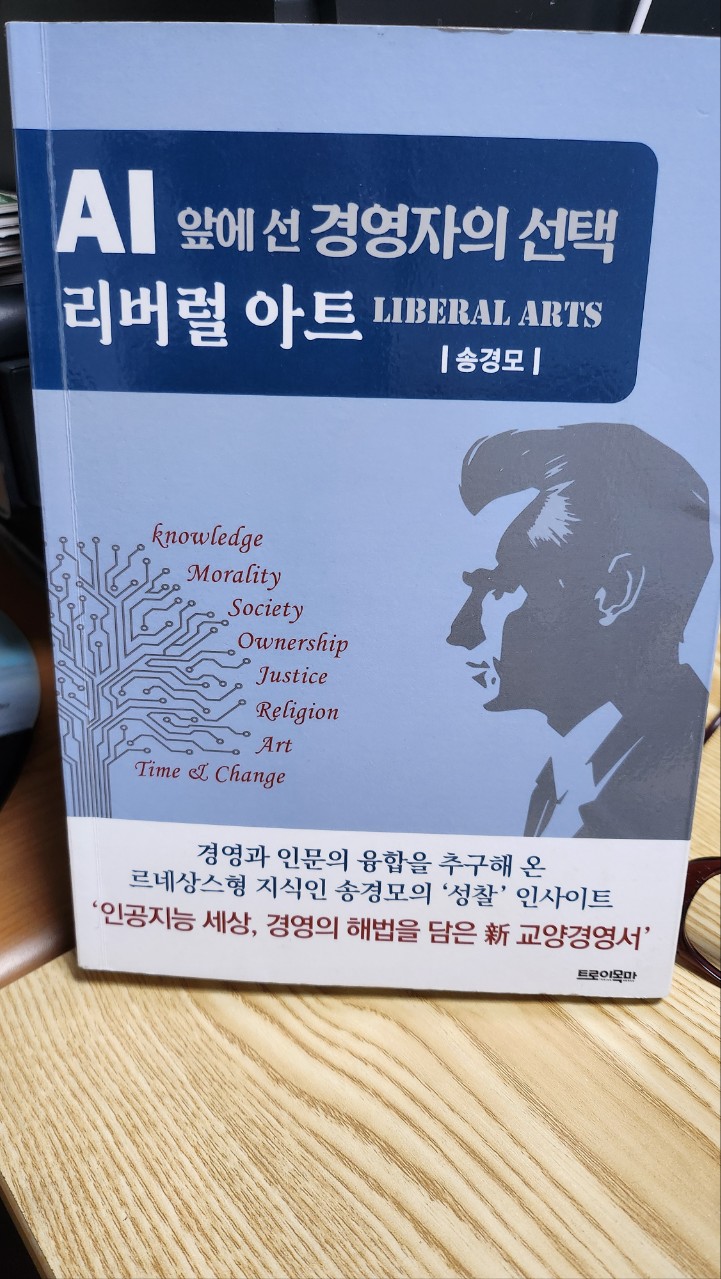 AI 앞에 선 경영자의 선택
리버럴 아트 LIBERAL ARTS
| 송경모 |
knowledge
Morality
Society
Ownership
Justice
Religion
Art
Time & Change
경영과 인문의 융합을 추구해 온
르네상스형 지식인 송경모의 ‘성찰’ 인사이트
‘인공지능 세상, 경영의 해법을 담은 新 교양경영서’
트로이목마